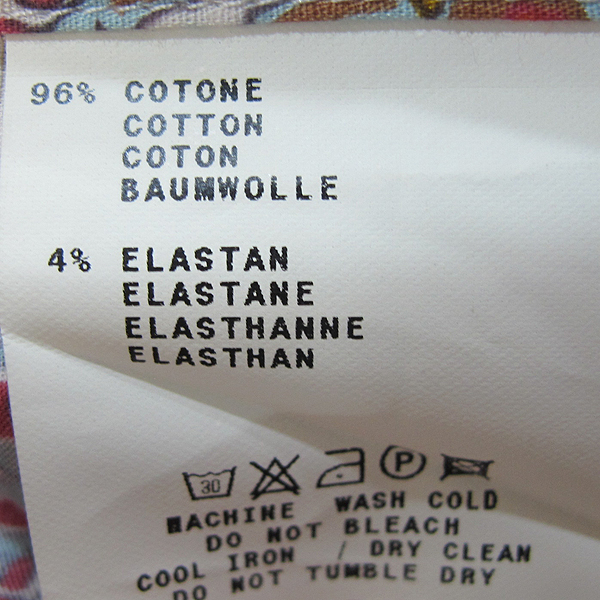 96% COTONE
COTTON
COTON
BAUMWOLLE
4% ELASTAN
ELASTANE
ELASTHANNE
ELASTHAN
30 P
MACHINE WASH COLD
DO NOT BLEACH
COOL IRON / DRY CLEAN
DO NOT TUMBLE DRY